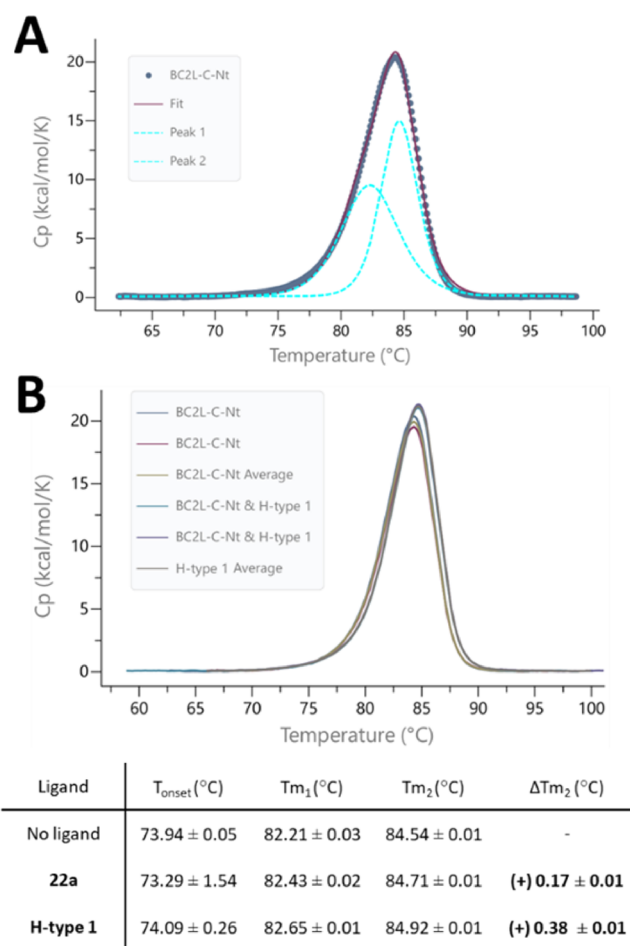 A
20
15
10
5
0
Cp (kcal/mol/K)
BC2L-C-Nt
Fit
Peak 1
Peak 2
65 70 75 80 85 90 95 100
Temperature (°C)
B
20
15
10
5
0
Cp (kcal/mol/K)
BC2L-C-Nt
BC2L-C-Nt
BC2L-C-Nt Average
BC2L-C-Nt & H-type 1
BC2L-C-Nt & H-type 1
H-type 1 Average
60 65 70 75 80 85 90 95 100
Temperature (°C)
Ligand Tonset(°C) Tm1(°C) Tm2(°C) ΔTm2(°C)
No ligand 73.94 ± 0.05 82.21 ± 0.03 84.54 ± 0.01 -
22a 73.29 ± 1.54 82.43 ± 0.02 84.71 ± 0.01 (+) 0.17 ± 0.01
H-type 1 74.09 ± 0.26 82.65 ± 0.01 84.92 ± 0.01 (+) 0.38 ± 0.01